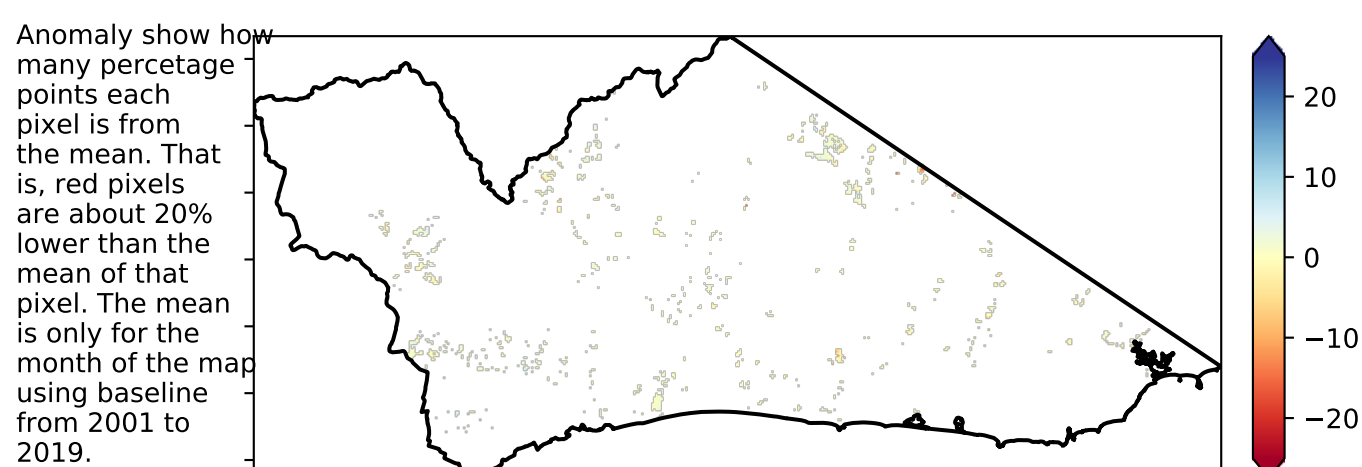 Anomaly show how
many percetage
points each
pixel is from
the mean. That
is, red pixels
are about 20%
lower than the
mean of that
pixel. The mean
is only for the
month of the map
using baseline
from 2001 to
2019.
20
10
0
−10
−20